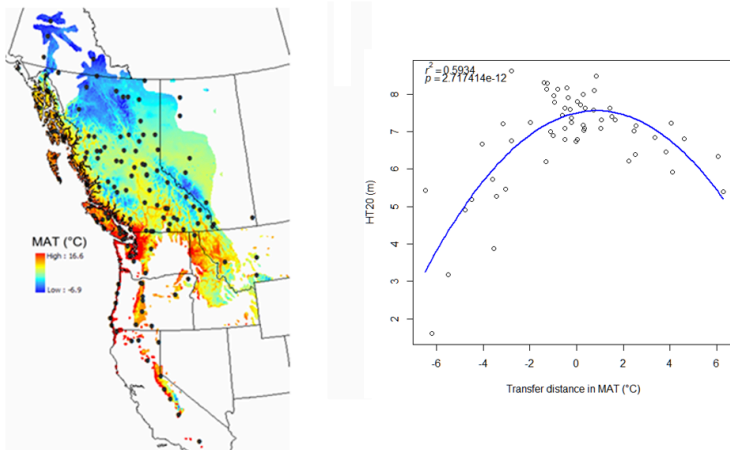 MAT (°C)
High : 16.6
Low : -6.9
r2 = 0.5934
p = 2.717414e-12
HT20 (m)
8
7
6
5
4
3
2
-6 -4 -2 0 2 4 6
Transfer distance in MAT (°C)